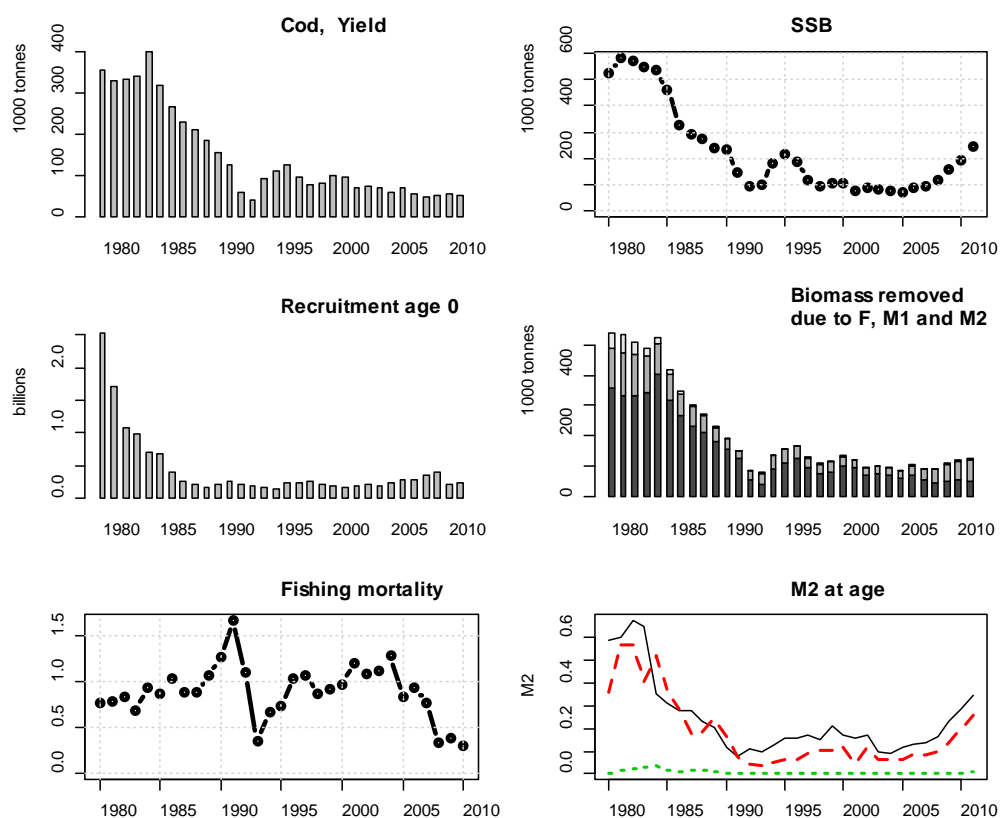 Cod, Yield
1000 tonnes
0 100 200 300 400
1980 1985 1990 1995 2000 2005 2010
SSB
1000 tonnes
0 200 400 600
1980 1985 1990 1995 2000 2005 2010
Recruitment age 0
billions
0.0 1.0 2.0
1980 1985 1990 1995 2000 2005 2010
Biomass removed
due to F, M1 and M2
1000 tonnes
0 200 400
1980 1985 1990 1995 2000 2005 2010
Fishing mortality
0.0 0.5 1.0 1.5
1980 1985 1990 1995 2000 2005 2010
M2 at age
M2
0.0 0.2 0.4 0.6
1980 1985 1990 1995 2000 2005 2010